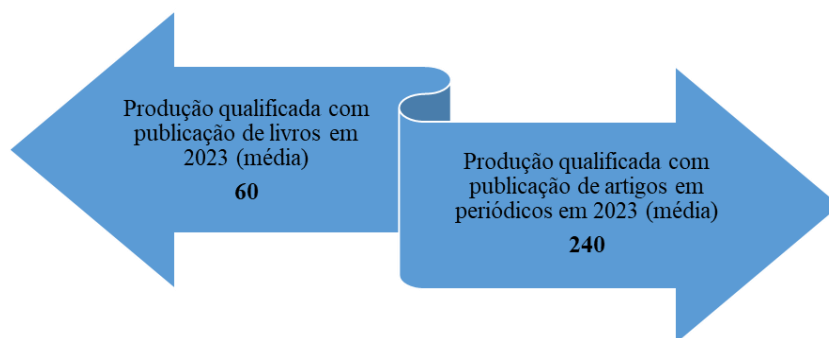 Produção qualificada com
publicação de livros em
2023 (média)
60
Produção qualificada com
publicação de artigos em
periódicos em 2023 (média)
240